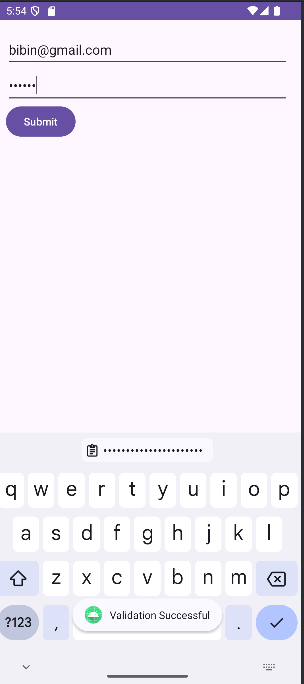 5:54
bibin@gmail.com
••••••
Submit
••••••••••••••••••••••
q w e r t y u i o p
a s d f g h j k l
z x c v b n m
?123 , Validation Successful .